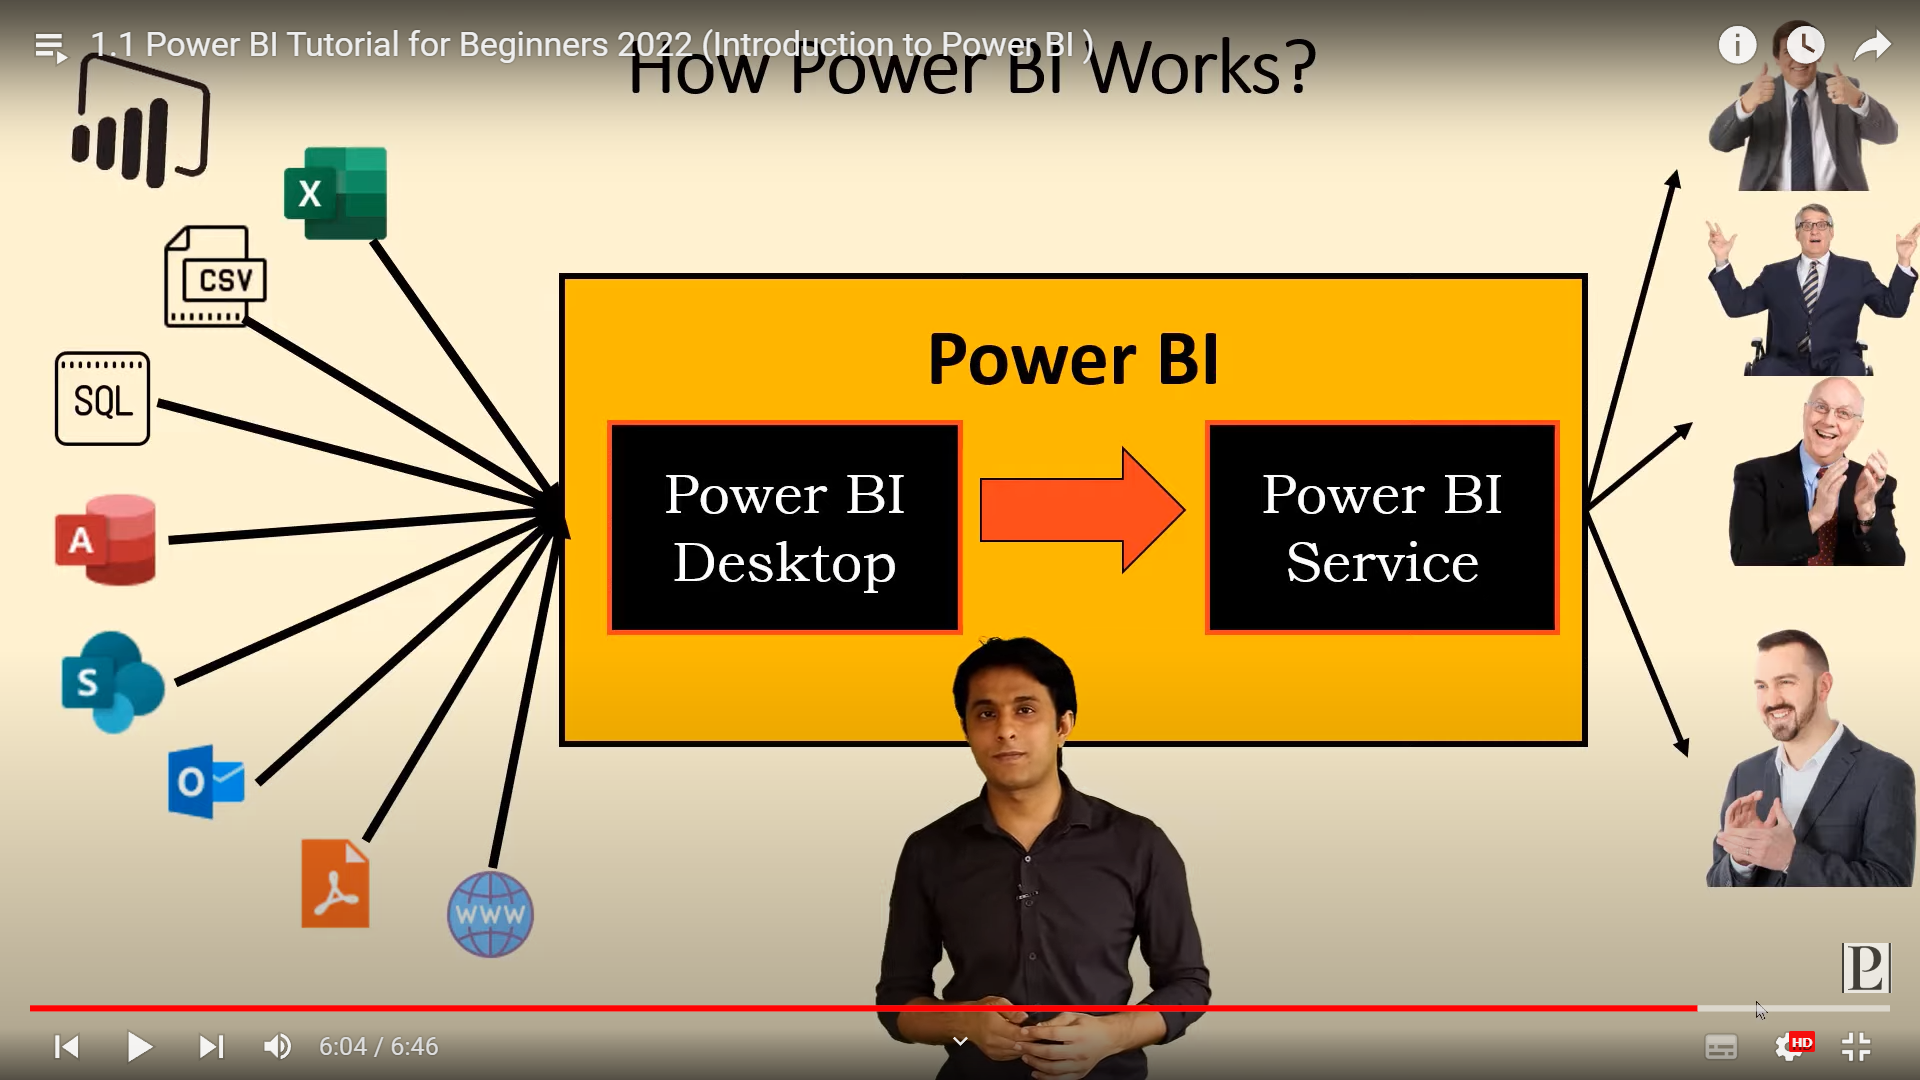 1.1 Power BI Tutorial for Beginners 2022 (Introduction to Power BI )
How Power BI Works?
X
CSV
SQL
A
S
O
WWW
Power BI
Power BI
Desktop
Power BI
Service
P
6:04 / 6:46
HD